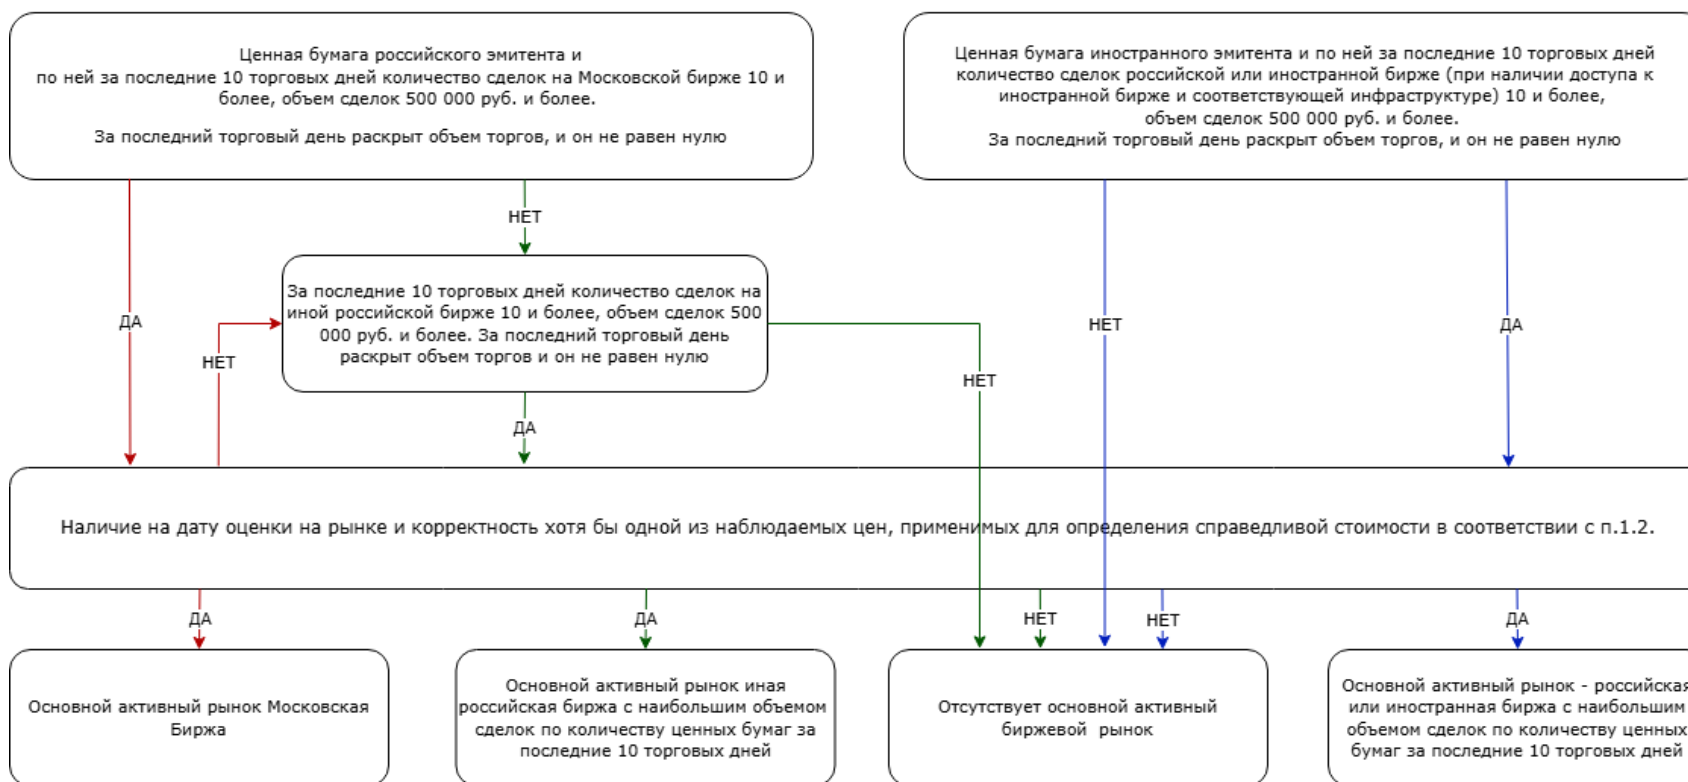 Ценная бумага российского эмитента и
по ней за последние 10 торговых дней количество сделок на Московской бирже 10 и
более, объем сделок 500 000 руб. и более.
За последний торговый день раскрыт объем торгов, и он не равен нулю
Ценная бумага иностранного эмитента и по ней за последние 10 торговых дней
количество сделок российской или иностранной бирже (при наличии доступа к
иностранной бирже и соответствующей инфраструктуре) 10 и более,
объем сделок 500 000 руб. и более.
За последний торговый день раскрыт объем торгов, и он не равен нулю
НЕТ
За последние 10 торговых дней количество сделок на
иной российской бирже 10 и более, объем сделок 500
000 руб. и более. За последний торговый день
раскрыт объем торгов и он не равен нулю
ДА
НЕТ
НЕТ
НЕТ
ДА
ДА
Наличие на дату оценки на рынке и корректность хотя бы одной из наблюдаемых цен, применимых для определения справедливой стоимости в соответствии с п.1.2.
ДА
ДА
НЕТ
НЕТ
ДА
Основной активный рынок Московская
Биржа
Основной активный рынок иная
российская биржа с наибольшим объемом
сделок по количеству ценных бумаг за
последние 10 торговых дней
Отсутствует основной активный
биржевой рынок
Основной активный рынок - российская
или иностранная биржа с наибольшим
объемом сделок по количеству ценных
бумаг за последние 10 торговых дней